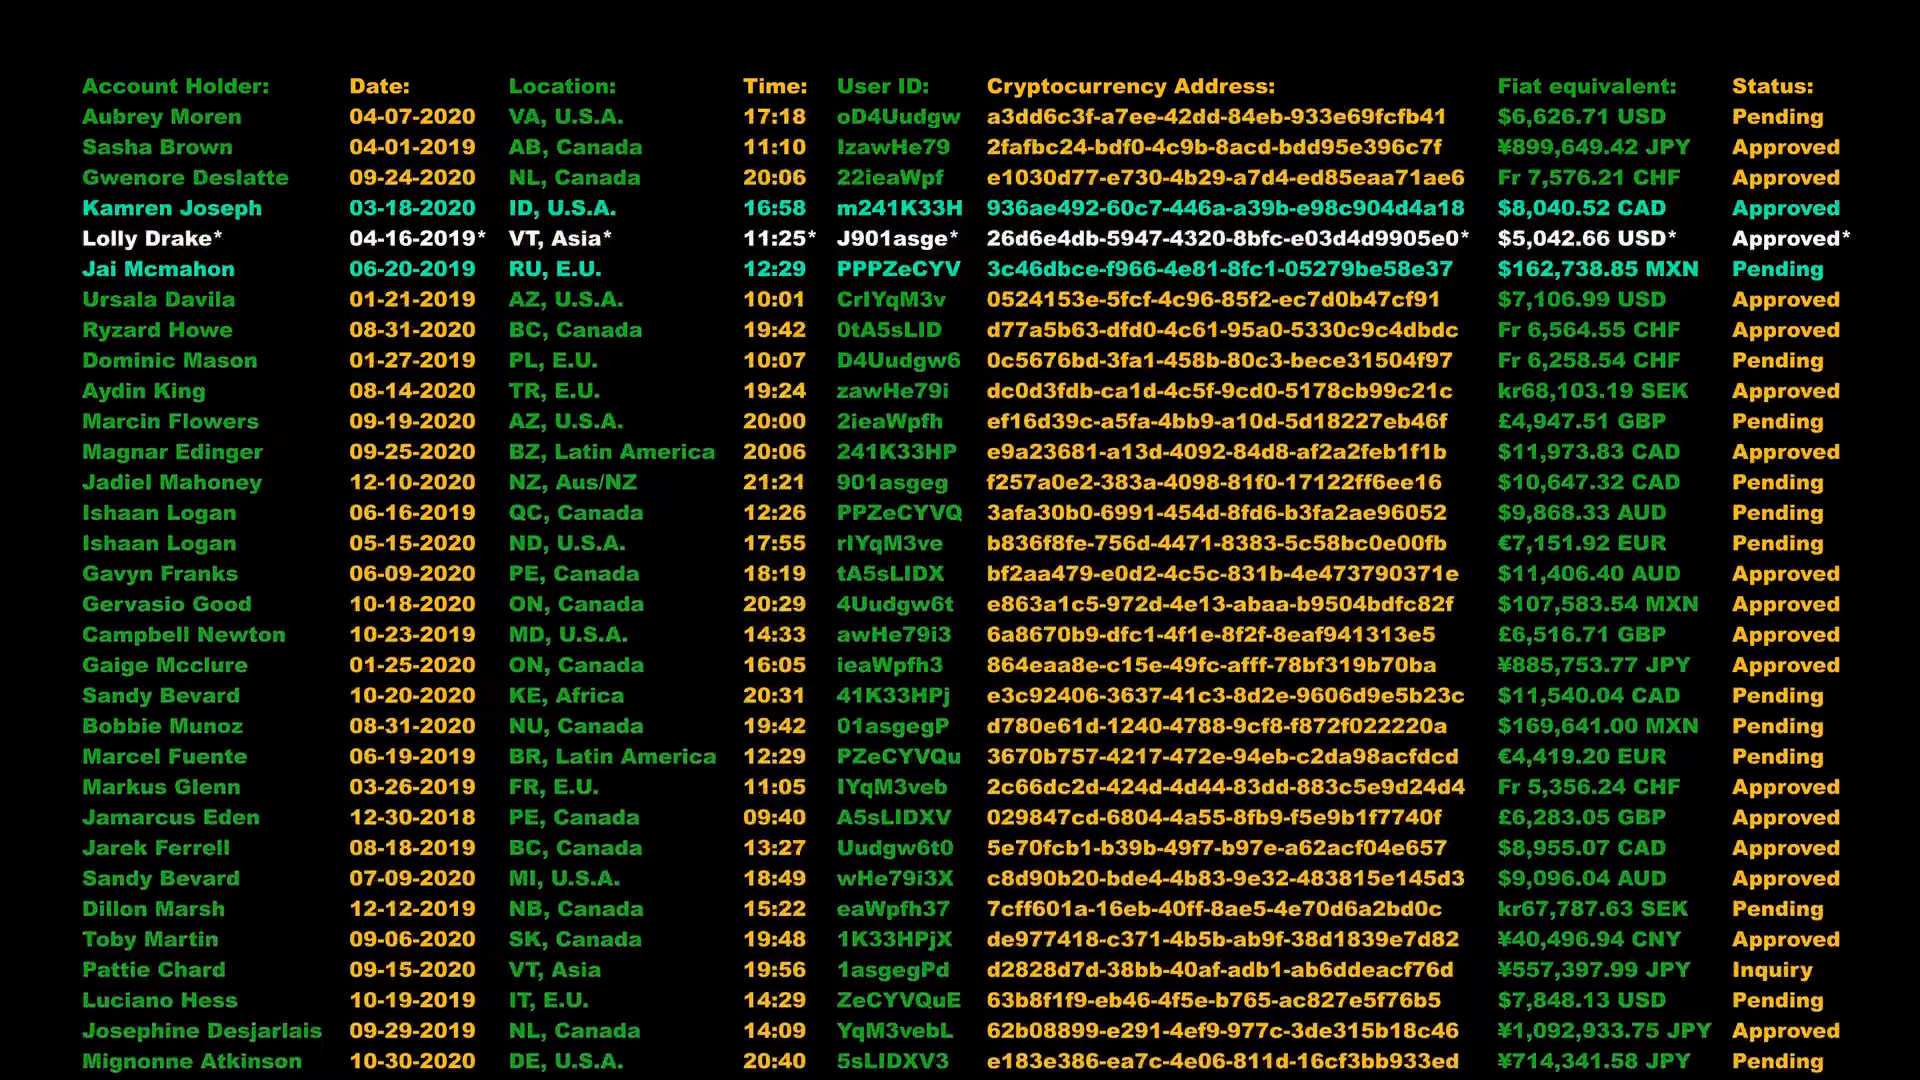 Account Holder: Date: Location: Time: User ID: Cryptocurrency Address: Fiat equivalent: Status:
Aubrey Moren 04-07-2020 VA, U.S.A. 17:18 oD4Uudgw a3dd6c3f-a7ee-42dd-84eb-933e69fcfb41 $6,626.71 USD Pending
Sasha Brown 04-01-2019 AB, Canada 11:10 IzawHe79 2fafbc24-bdf0-4c9b-8acd-bdd95e396c7f ¥899,649.42 JPY Approved
Gwenore Deslatte 09-24-2020 NL, Canada 20:06 22ieaWpf e1030d77-e730-4b29-a7d4-ed85eaa71ae6 Fr 7,576.21 CHF Approved
Kamren Joseph 03-18-2020 ID, U.S.A. 16:58 m241K33H 936ae492-60c7-446a-a39b-e98c904d4a18 $8,040.52 CAD Approved
Lolly Drake* 04-16-2019* VT, Asia* 11:25* J901asge* 26d6e4db-5947-4320-8bfc-e03d4d9905e0* $5,042.66 USD* Approved*
Jai Mcmahon 06-20-2019 RU, E.U. 12:29 PPPZeCYV 3c46dbce-f966-4e81-8fc1-05279be58e37 $162,738.85 MXN Pending
Ursala Davila 01-21-2019 AZ, U.S.A. 10:01 CrIYqM3v 0524153e-5fcf-4c96-85f2-ec7d0b47cf91 $7,106.99 USD Approved
Ryzard Howe 08-31-2020 BC, Canada 19:42 0tA5sLID d77a5b63-dfd0-4c61-95a0-5330c9c4dbdc Fr 6,564.55 CHF Approved
Dominic Mason 01-27-2019 PL, E.U. 10:07 D4Uudgw6 0c5676bd-3fa1-458b-80c3-bece31504f97 Fr 6,258.54 CHF Pending
Aydin King 08-14-2020 TR, E.U. 19:24 zawHe79i dc0d3fdb-ca1d-4c5f-9cd0-5178cb99c21c kr68,103.19 SEK Approved
Marcin Flowers 09-19-2020 AZ, U.S.A. 20:00 2ieaWpfh ef16d39c-a5fa-4bb9-a10d-5d18227eb46f £4,947.51 GBP Pending
Magnar Edinger 09-25-2020 BZ, Latin America 20:06 241K33HP e9a23681-a13d-4092-84d8-af2a2feb1f1b $11,973.83 CAD Approved
Jadiel Mahoney 12-10-2020 NZ, Aus/NZ 21:21 901asgeg f257a0e2-383a-4098-81f0-17122ff6ee16 $10,647.32 CAD Pending
Ishaan Logan 06-16-2019 QC, Canada 12:26 PPZeCYVQ 3afa30b0-6991-454d-8fd6-b3fa2ae96052 $9,868.33 AUD Pending
Ishaan Logan 05-15-2020 ND, U.S.A. 17:55 rIYqM3ve b836f8fe-756d-4471-8383-5c58bc0e00fb €7,151.92 EUR Pending
Gavyn Franks 06-09-2020 PE, Canada 18:19 tA5sLIDX bf2aa479-e0d2-4c5c-831b-4e473790371e $11,406.40 AUD Approved
Gervasio Good 10-18-2020 ON, Canada 20:29 4Uudgw6t e863a1c5-972d-4e13-abaa-b9504bdfc82f $107,583.54 MXN Approved
Campbell Newton 10-23-2019 MD, U.S.A. 14:33 awHe79i3 6a8670b9-dfc1-4f1e-8f2f-8eaf941313e5 £6,516.71 GBP Approved
Gaige Mcclure 01-25-2020 ON, Canada 16:05 ieaWpfh3 864eaa8e-c15e-49fc-afff-78bf319b70ba ¥885,753.77 JPY Approved
Sandy Bevard 10-20-2020 KE, Africa 20:31 41K33HPj e3c92406-3637-41c3-8d2e-9606d9e5b23c $11,540.04 CAD Pending
Bobbie Munoz 08-31-2020 NU, Canada 19:42 01asgegP d780e61d-1240-4788-9cf8-f872f022220a $169,641.00 MXN Pending
Marcel Fuente 06-19-2019 BR, Latin America 12:29 PZeCYVQu 3670b757-4217-472e-94eb-c2da98acfdcd €4,419.20 EUR Pending
Markus Glenn 03-26-2019 FR, E.U. 11:05 IYqM3veb 2c66dc2d-424d-4d44-83dd-883c5e9d24d4 Fr 5,356.24 CHF Approved
Jamarcus Eden 12-30-2018 PE, Canada 09:40 A5sLIDXV 029847cd-6804-4a55-8fb9-f5e9b1f7740f £6,283.05 GBP Approved
Jarek Ferrell 08-18-2019 BC, Canada 13:27 Uudgw6t0 5e70fcb1-b39b-49f7-b97e-a62acf04e657 $8,955.07 CAD Approved
Sandy Bevard 07-09-2020 MI, U.S.A. 18:49 wHe79i3X c8d90b20-bde4-4b83-9e32-483815e145d3 $9,096.04 AUD Approved
Dillon Marsh 12-12-2019 NB, Canada 15:22 eaWpfh37 7cff601a-16eb-40ff-8ae5-4e70d6a2bd0c kr67,787.63 SEK Pending
Toby Martin 09-06-2020 SK, Canada 19:48 1K33HPjX de977418-c371-4b5b-ab9f-38d1839e7d82 ¥40,496.94 CNY Approved
Pattie Chard 09-15-2020 VT, Asia 19:56 1asgegPd d2828d7d-38bb-40af-adb1-ab6ddeacf76d ¥557,397.99 JPY Inquiry
Luciano Hess 10-19-2019 IT, E.U. 14:29 ZeCYVQuE 63b8f1f9-eb46-4f5e-b765-ac827e5f76b5 $7,848.13 USD Pending
Josephine Desjarlais 09-29-2019 NL, Canada 14:09 YqM3vebL 62b08899-e291-4ef9-977c-3de315b18c46 ¥1,092,933.75 JPY Approved
Mignonne Atkinson 10-30-2020 DE, U.S.A. 20:40 5sLIDXV3 e183e386-ea7c-4e06-811d-16cf3bb933ed ¥714,341.58 JPY Pending